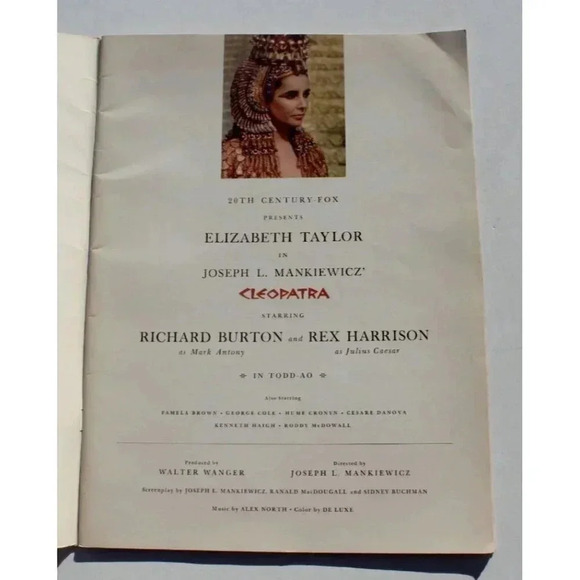 20TH CENTURY-FOX
PRESENTS
ELIZABETH TAYLOR
IN
JOSEPH L. MANKIEWICZ'
CLEOPATRA
STARRING
RICHARD BURTON and REX HARRISON
as Mark Antony as Julius Caesar
IN TODD-AO
Also Starring
PAMELA BROWN • GEORGE COLE • HUME CRONYN • CESARE DANOVA
KENNETH HAIGH • RODDY McDOWALL
Produced by Directed by
WALTER WANGER JOSEPH L. MANKIEWICZ
Screenplay by JOSEPH L. MANKIEWICZ, RANALD MacDOUGALL and SIDNEY BUCHMAN
Music by ALEX NORTH • Color by DE LUXE